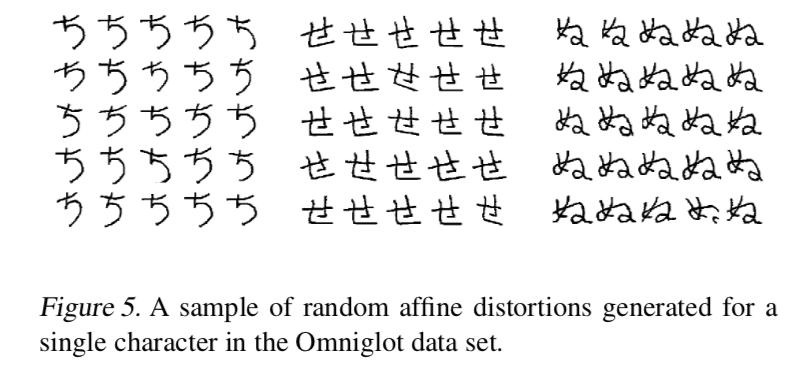 ち ち ち ち ち せ せ せ せ せ ぬ ぬ ぬ ぬ ぬ
ち ち ち ち ち せ せ せ せ せ ぬ ぬ ぬ ぬ ぬ
ち ち ち ち ち せ せ せ せ せ ぬ ぬ ぬ ぬ ぬ
ち ち ち ち ち せ せ せ せ せ ぬ ぬ ぬ ぬ ぬ
ち ち ち ち ち せ せ せ せ せ ぬ ぬ ぬ ぬ ぬ
Figure 5. A sample of random affine distortions generated for a
single character in the Omniglot data set.